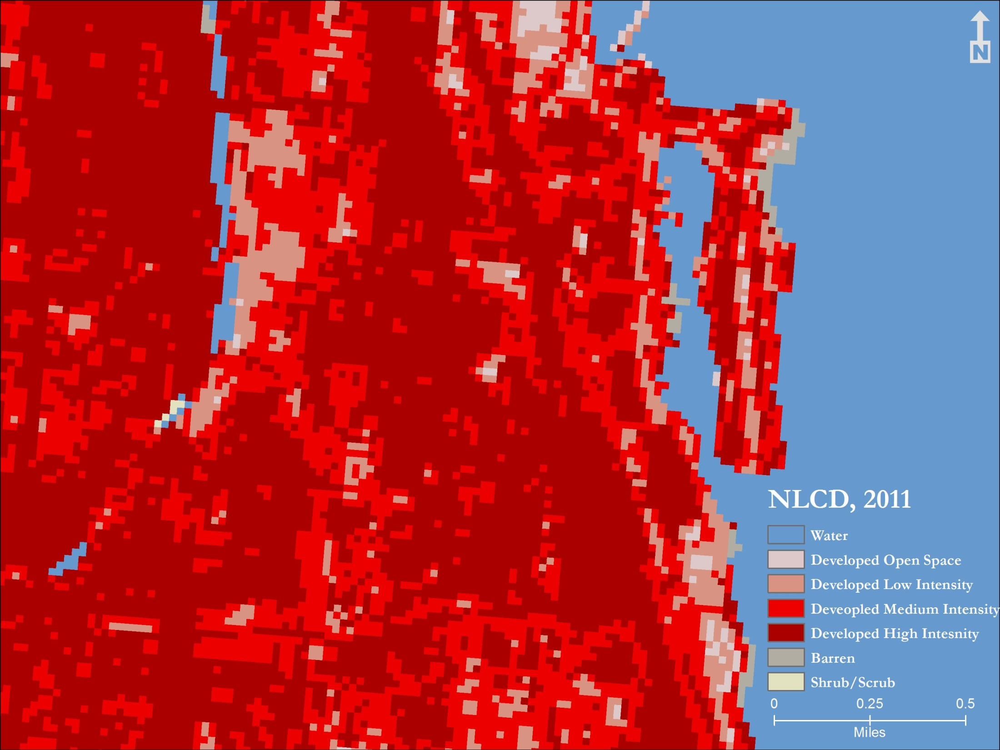 N
NLCD, 2011
Water
Developed Open Space
Developed Low Intensity
Deveopled Medium Intensity
Developed High Intesnity
Barren
Shrub/Scrub
0 0.25 0.5
Miles